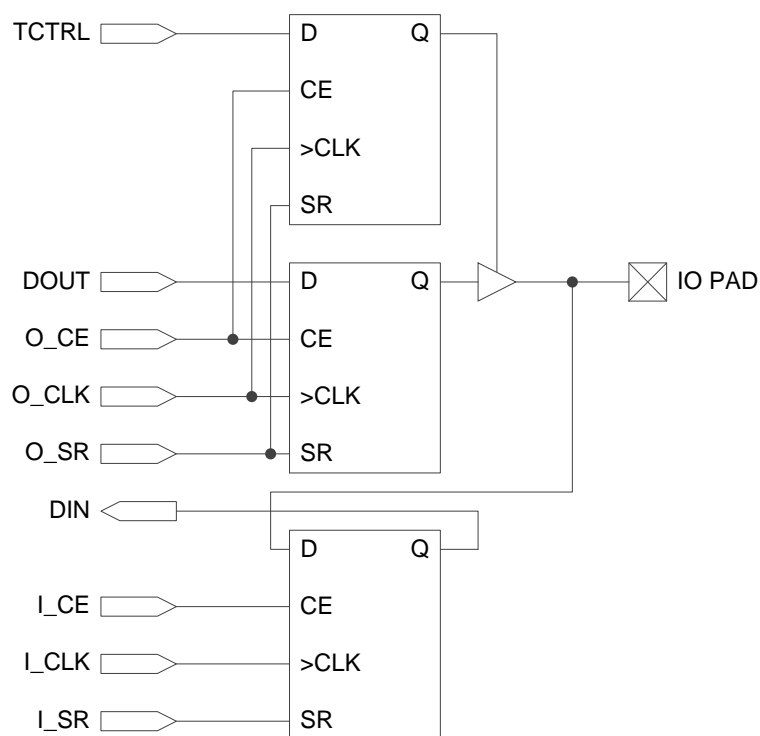 TCTRL
D Q
CE
>CLK
SR
DOUT
D Q
IO PAD
O_CE
CE
O_CLK
>CLK
O_SR
SR
DIN
D Q
I_CE
CE
I_CLK
>CLK
I_SR
SR